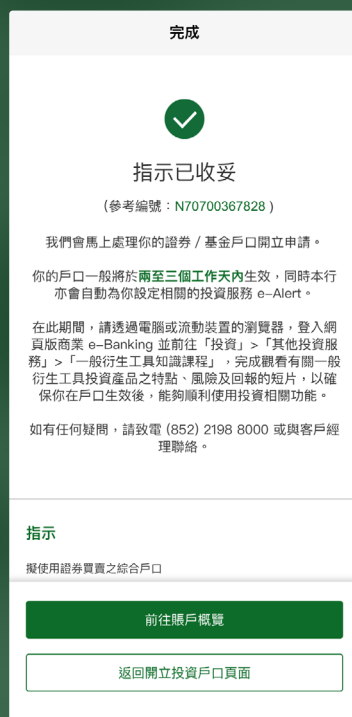 完成
指示已收妥
(參考編號：N70700367828 )
我們會馬上處理你的證券 / 基金戶口開立申請。
你的戶口一般將於兩至三個工作天內生效，同時本行
亦會自動為你設定相關的投資服務 e-Alert。
在此期間，請透過電腦或流動裝置的瀏覽器，登入網
頁版商業 e-Banking 並前往「投資」>「其他投資服
務」>「一般衍生工具知識課程」，完成觀看有關一般
衍生工具投資產品之特點、風險及回報的短片，以確
保你在戶口生效後，能夠順利使用投資相關功能。
如有任何疑問，請致電 (852) 2198 8000 或與客戶經
理聯絡。
指示
擬使用證券買賣之綜合戶口
前往賬戶概覽
返回開立投資戶口頁面